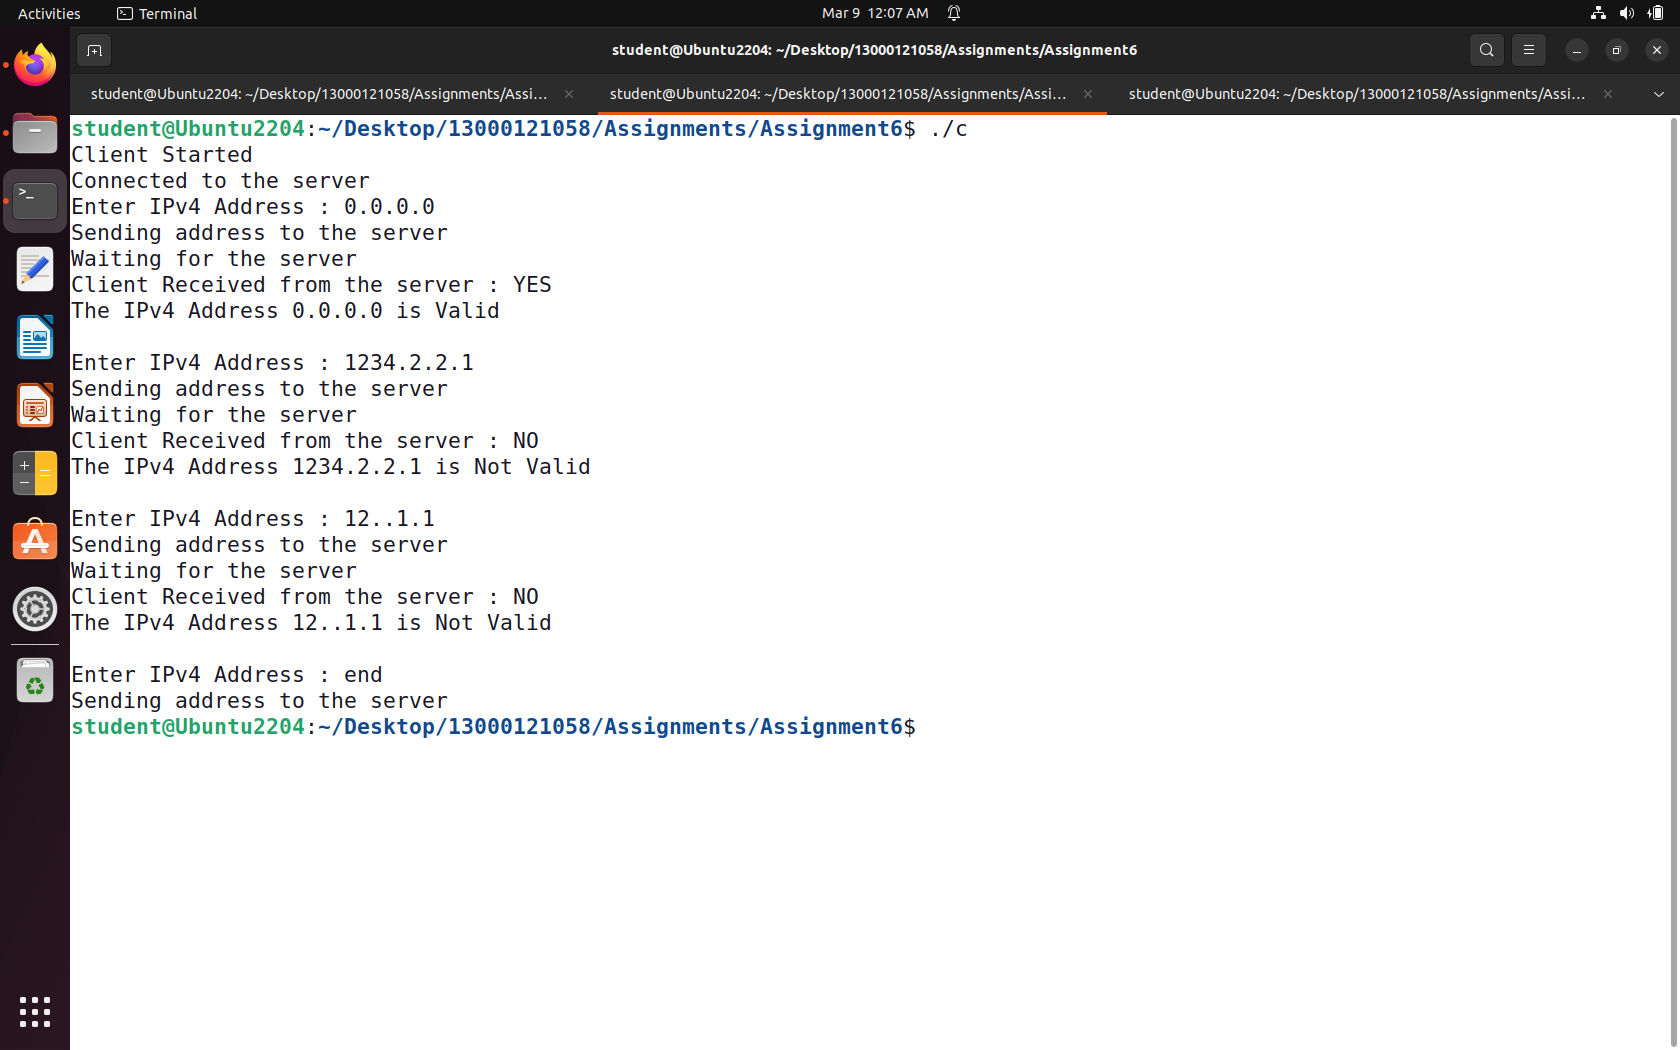 Activities Terminal Mar 9 12:07 AM
student@Ubuntu2204: ~/Desktop/13000121058/Assignments/Assignment6
student@Ubuntu2204: ~/Desktop/13000121058/Assignments/Assi... student@Ubuntu2204: ~/Desktop/13000121058/Assignments/Assi... student@Ubuntu2204: ~/Desktop/13000121058/Assignments/Assi...
student@Ubuntu2204:~/Desktop/13000121058/Assignments/Assignment6$ ./c
Client Started
Connected to the server
Enter IPv4 Address : 0.0.0.0
Sending address to the server
Waiting for the server
Client Received from the server : YES
The IPv4 Address 0.0.0.0 is Valid
Enter IPv4 Address : 1234.2.2.1
Sending address to the server
Waiting for the server
Client Received from the server : NO
The IPv4 Address 1234.2.2.1 is Not Valid
Enter IPv4 Address : 12..1.1
Sending address to the server
Waiting for the server
Client Received from the server : NO
The IPv4 Address 12..1.1 is Not Valid
Enter IPv4 Address : end
Sending address to the server
student@Ubuntu2204:~/Desktop/13000121058/Assignments/Assignment6$